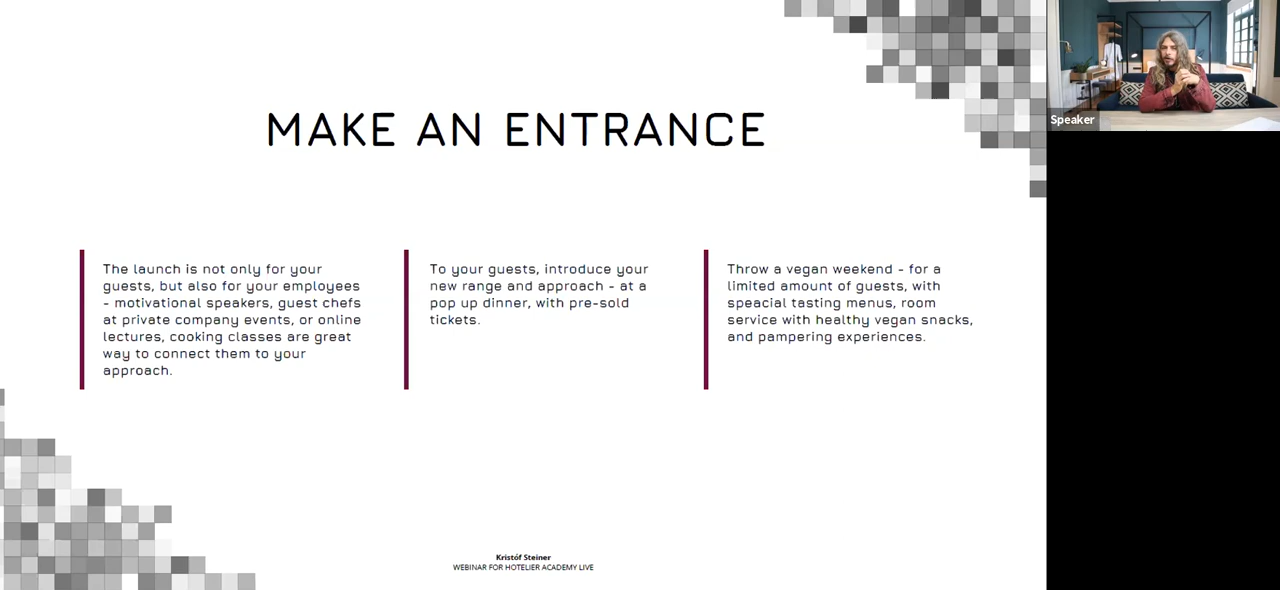 MAKE AN ENTRANCE
The launch is not only for your
guests, but also for your employees
- motivational speakers, guest chefs
at private company events, or online
lectures, cooking classes are great
way to connect them to your
approach.
To your guests, introduce your
new range and approach - at a
pop up dinner, with pre-sold
tickets.
Throw a vegan weekend - for a
limited amount of guests, with
speacial tasting menus, room
service with healthy vegan snacks,
and pampering experiences.
Kristóf Steiner
WEBINAR FOR HOTELIER ACADEMY LIVE
Speaker